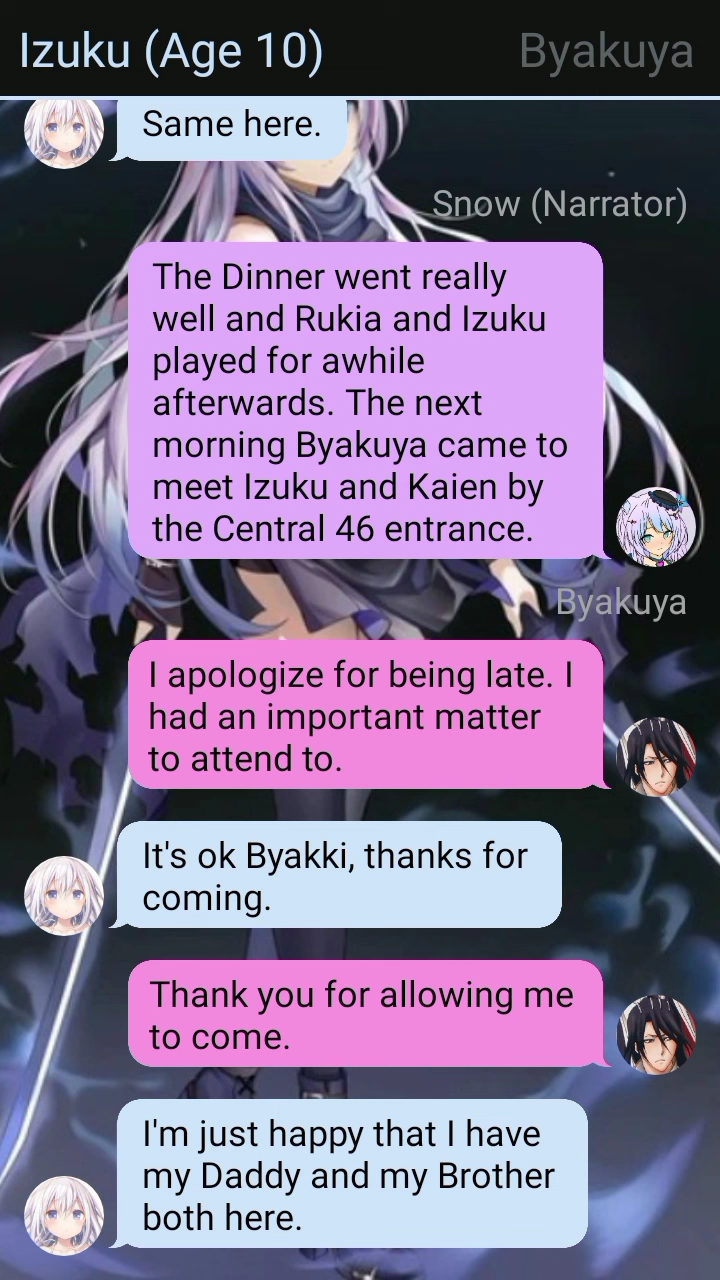 Izuku (Age 10) Byakuya
Same here.
Snow (Narrator)
The Dinner went really
well and Rukia and Izuku
played for awhile
afterwards. The next
morning Byakuya came to
meet Izuku and Kaien by
the Central 46 entrance.
Byakuya
I apologize for being late. I
had an important matter
to attend to.
It's ok Byakki, thanks for
coming.
Thank you for allowing me
to come.
I'm just happy that I have
my Daddy and my Brother
both here.